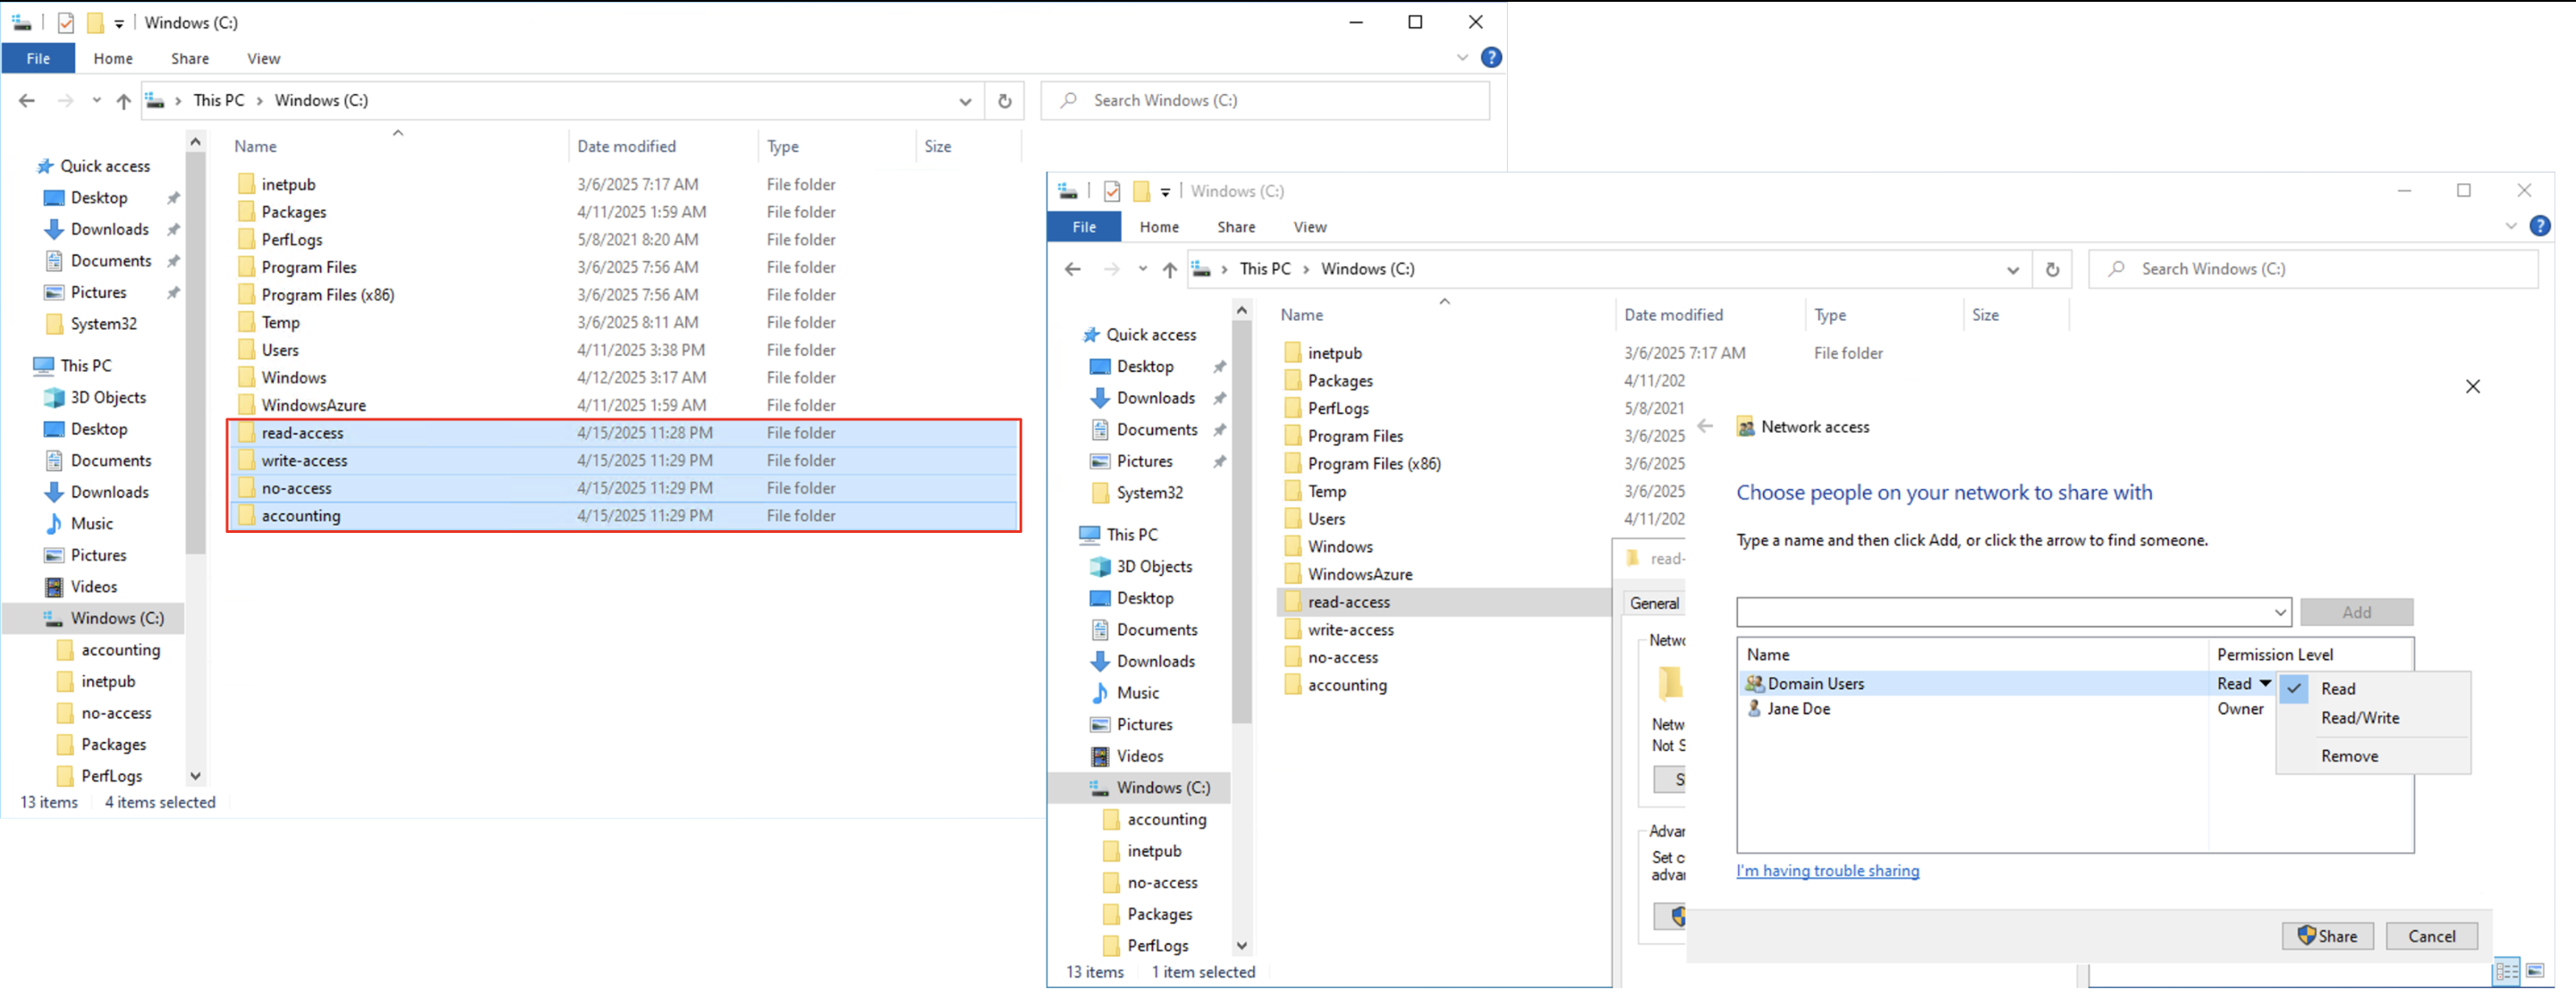 Windows (C:)
File Home Share View
This PC Windows (C:) Search Windows (C:)
Name Date modified Type Size
Quick access
Desktop
Downloads
Documents
Pictures
System32
This PC
3D Objects
Desktop
Documents
Downloads
Music
Pictures
Videos
Windows (C:)
accounting
inetpub
no-access
Packages
PerfLogs
inetpub 3/6/2025 7:17 AM File folder
Packages 4/11/2025 1:59 AM File folder
PerfLogs 5/8/2021 8:20 AM File folder
Program Files 3/6/2025 7:56 AM File folder
Program Files (x86) 3/6/2025 7:56 AM File folder
Temp 3/6/2025 8:11 AM File folder
Users 4/11/2025 3:38 PM File folder
Windows 4/12/2025 3:17 AM File folder
WindowsAzure 4/11/2025 1:59 AM File folder
read-access 4/15/2025 11:28 PM File folder
write-access 4/15/2025 11:29 PM File folder
no-access 4/15/2025 11:29 PM File folder
accounting 4/15/2025 11:29 PM File folder
13 items 4 items selected
Windows (C:)
File Home Share View
This PC Windows (C:) Search Windows (C:)
Name Date modified Type Size
Quick access
Desktop
Downloads
Documents
Pictures
System32
This PC
3D Objects
Desktop
Documents
Downloads
Music
Pictures
Videos
Windows (C:)
accounting
inetpub
no-access
Packages
PerfLogs
inetpub 3/6/2025 7:17 AM File folder
Packages 4/11/202
PerfLogs 5/8/2021
Program Files 3/6/2025
Program Files (x86) 3/6/2025
Temp 3/6/2025
Users 4/11/202
Windows
WindowsAzure
read-access
write-access
no-access
accounting
13 items 1 item selected
read-
General
Netwo
Netw
Not S
S
Advar
Set c
advar
Network access
Choose people on your network to share with
Type a name and then click Add, or click the arrow to find someone.
Add
Name Permission Level
Domain Users Read
Jane Doe Owner
Read
Read/Write
Remove
I'm having trouble sharing
Share Cancel